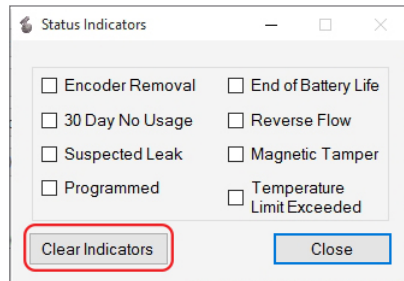 Status Indicators
Encoder Removal
End of Battery Life
30 Day No Usage
Reverse Flow
Suspected Leak
Magnetic Tamper
Programmed
Temperature
Limit Exceeded
Clear Indicators
Close